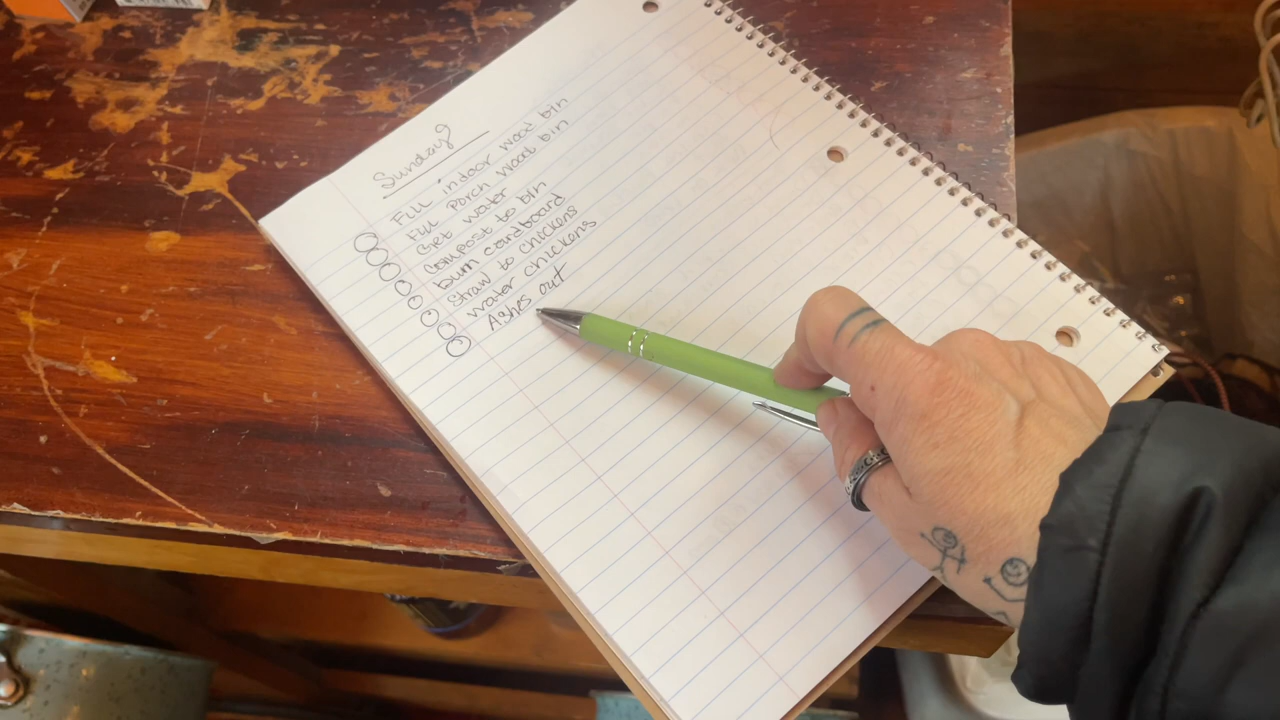 Sunday
Fill indoor wood bin
Fill Porch wood bin
Get water
Compost to bin
burn cardboard
Straw to chickens
water chickens
Ashes out